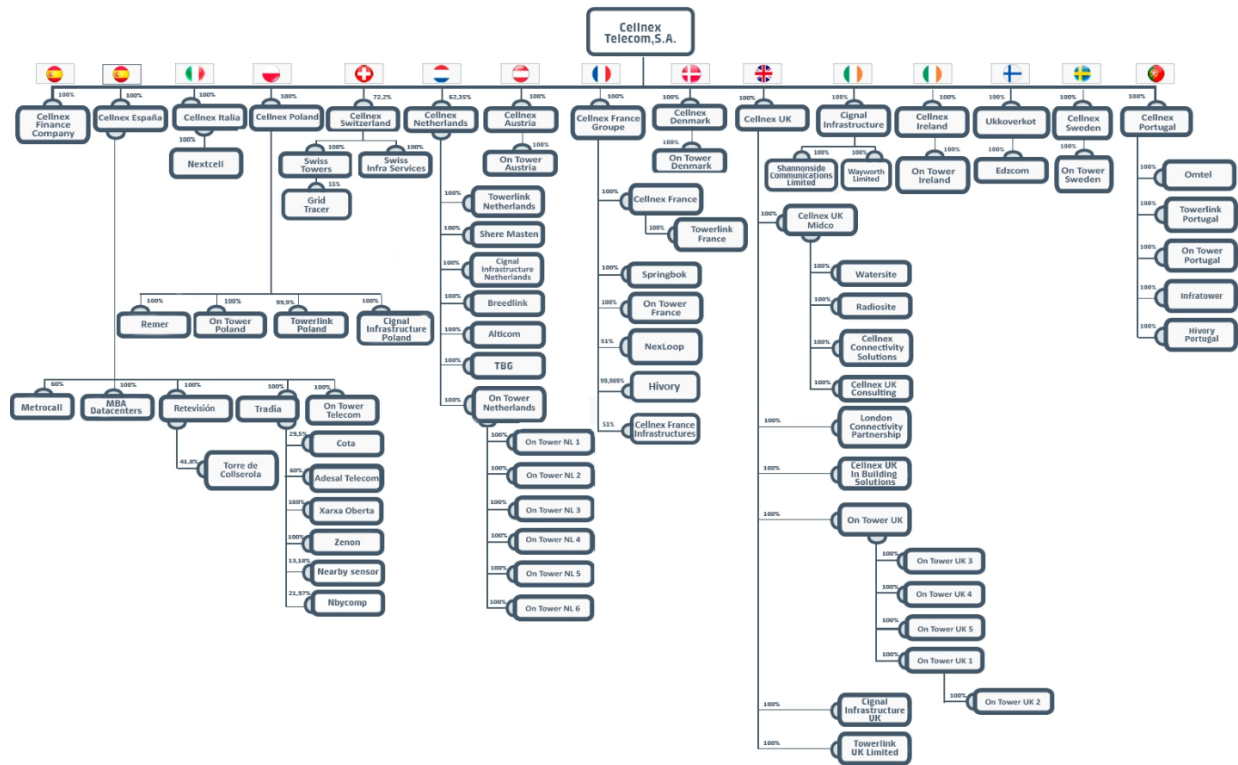 Cellnex
Telecom,S.A.
100%
100%
100%
100%
72,2%
62,35%
100%
100%
100%
100%
100%
100%
100%
100%
100%
Cellnex
Finance
Company
Cellnex España
Cellnex Italia
Cellnex Poland
Cellnex
Switzerland
Cellnex
Netherlands
Cellnex
Austria
Cellnex France
Groupe
Cellnex
Denmark
Cellnex UK
Cignal
Infrastructure
Cellnex
Ireland
Ukkoverkot
Cellnex
Sweden
Cellnex
Portugal
100%
Nextcell
100%
Swiss
Towers
100%
Swiss
Infra Services
55%
Grid
Tracer
100%
On Tower
Austria
100%
On Tower
Denmark
100%
Shannonside
Communications
Limited
100%
Wayworth
Limited
100%
On Tower
Ireland
100%
Edzcom
100%
On Tower
Sweden
100%
Remer
100%
On Tower
Poland
99,9%
Towerlink
Poland
100%
Cignal
Infrastructure
Poland
60%
Metrocall
100%
MBA
Datacenters
100%
Retevisión
100%
Tradia
100%
On Tower
Telecom
41,8%
Torre de
Collserola
29,5%
Cota
60%
Adesal Telecom
100%
Xarxa Oberta
100%
Zenon
13,18%
Nearby sensor
21,97%
Nbycomp
100%
Towerlink
Netherlands
100%
Shere Masten
100%
Cignal
Infrastructure
Netherlands
100%
Breedlink
100%
Alticom
100%
TBG
100%
On Tower
Netherlands
100%
On Tower NL 1
100%
On Tower NL 2
100%
On Tower NL 3
100%
On Tower NL 4
100%
On Tower NL 5
100%
On Tower NL 6
100%
Cellnex France
100%
Towerlink
France
100%
Springbok
100%
On Tower
France
51%
NexLoop
99,989%
Hivory
51%
Cellnex France
Infrastructures
100%
Cellnex UK
Midco
100%
Watersite
100%
Radiosite
100%
Cellnex
Connectivity
Solutions
100%
Cellnex UK
Consulting
100%
London
Connectivity
Partnership
100%
Cellnex UK
In Building
Solutions
100%
On Tower UK
100%
On Tower UK 3
100%
On Tower UK 4
100%
On Tower UK 5
100%
On Tower UK 1
100%
On Tower UK 2
100%
Cignal
Infrastructure
UK
100%
Towerlink
UK Limited
100%
Omtel
100%
Towerlink
Portugal
100%
On Tower
Portugal
100%
Infratower
100%
Hivory
Portugal